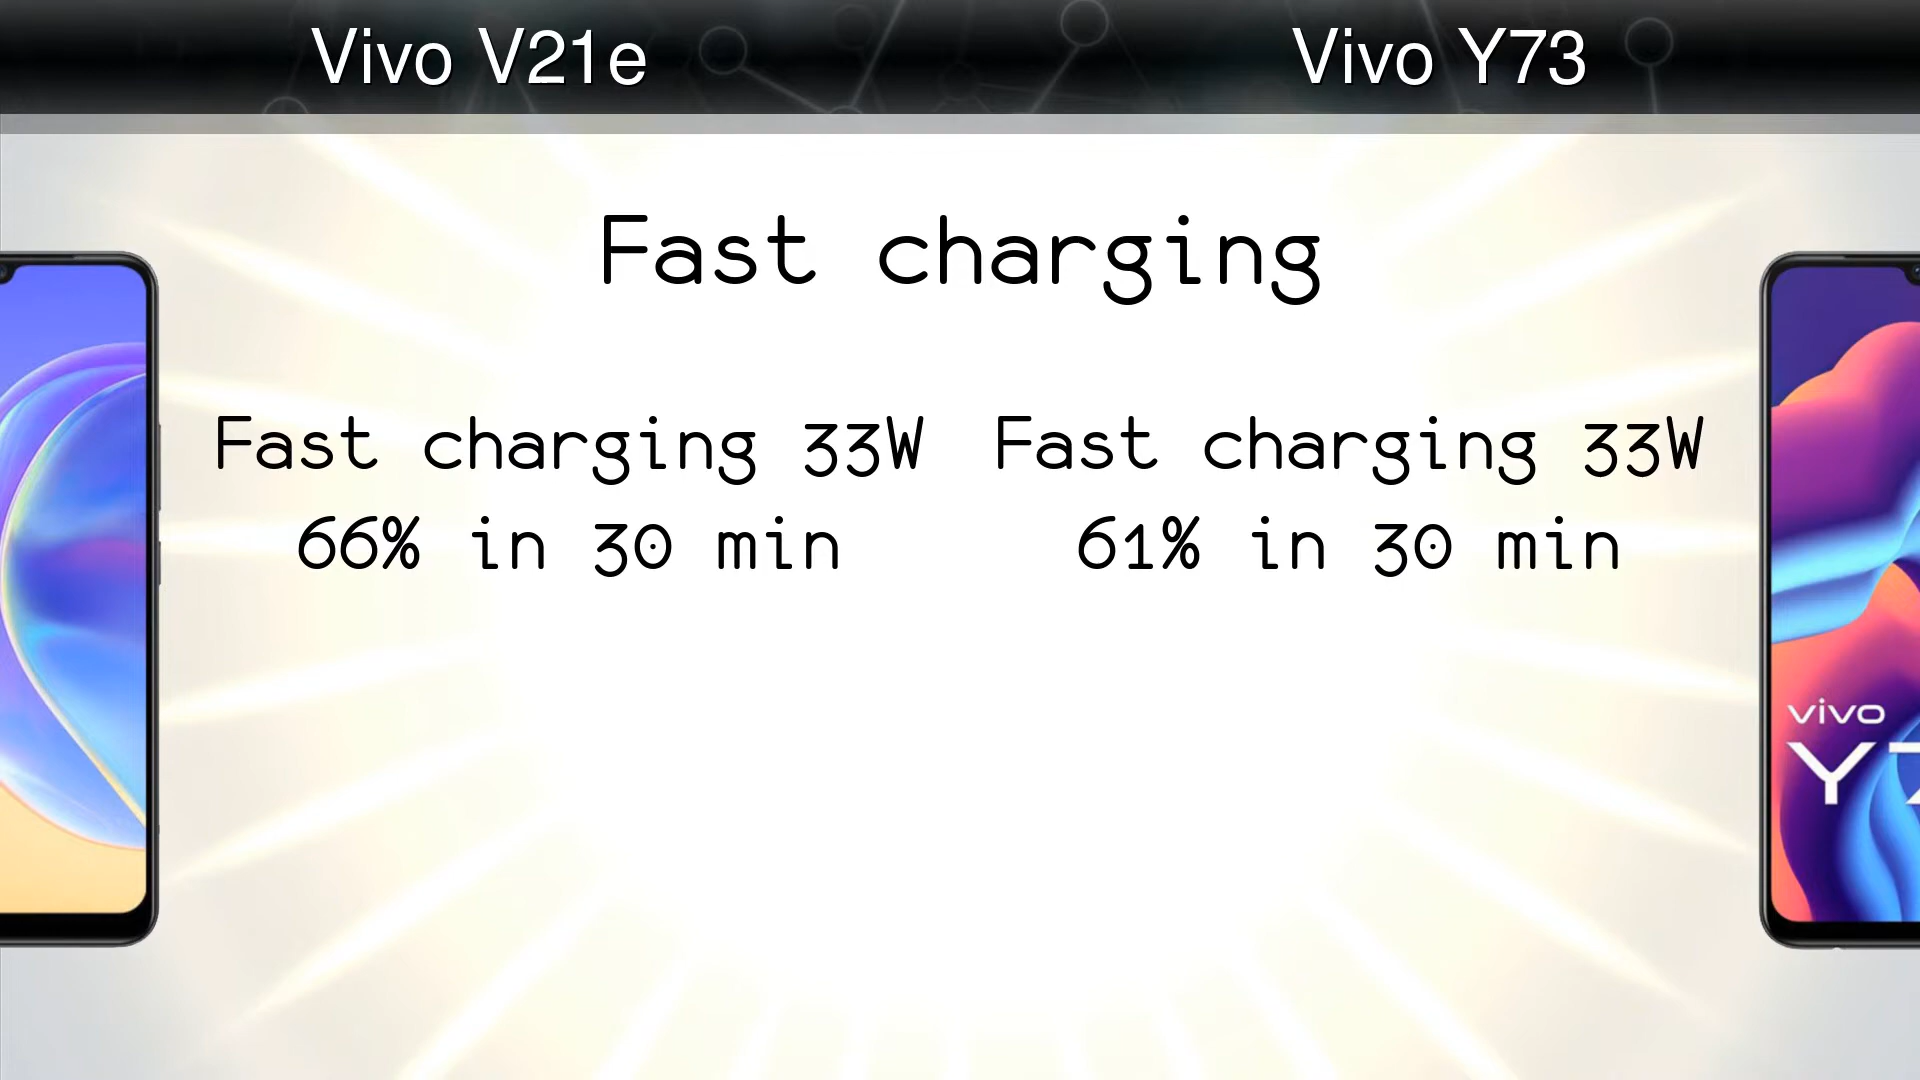 Vivo V21e
Vivo Y73
Fast charging
Fast charging 33W
66% in 30 min
Fast charging 33W
61% in 30 min
vivo
Y7